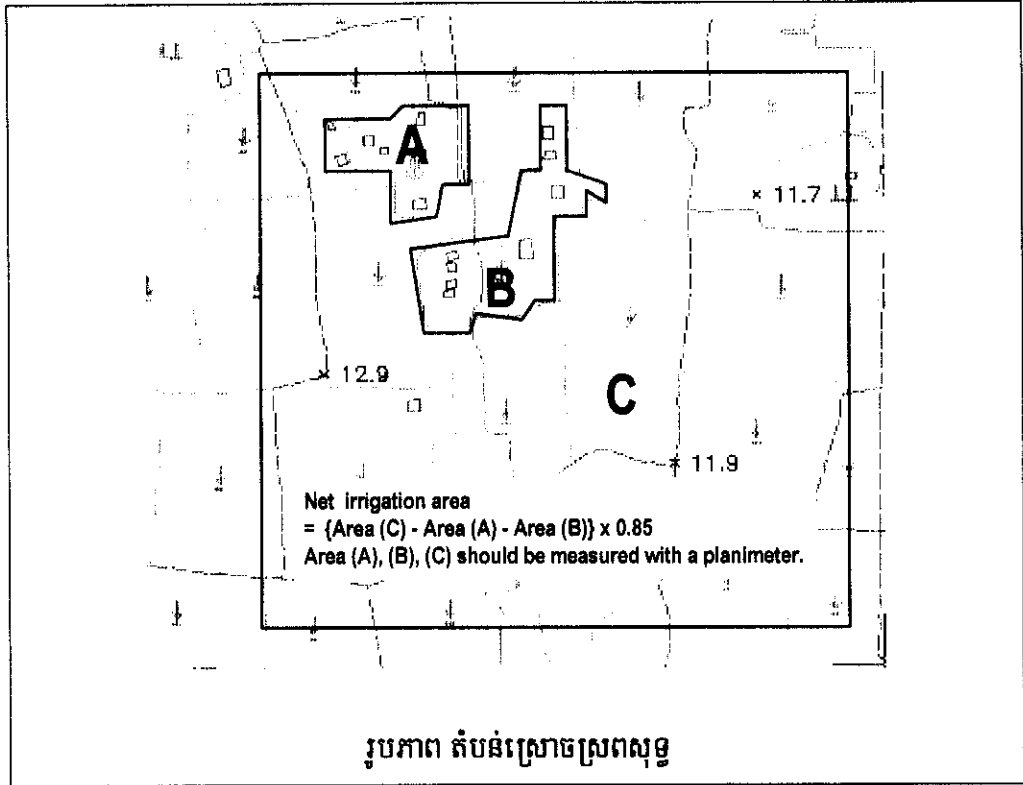 A
11.7
B
12.9
C
11.9
Net irrigation area
= {Area (C) - Area (A) - Area (B)} x 0.85
Area (A), (B), (C) should be measured with a planimeter.
រូបភាព តំបន់ស្រោចស្រពសុទ្ធ